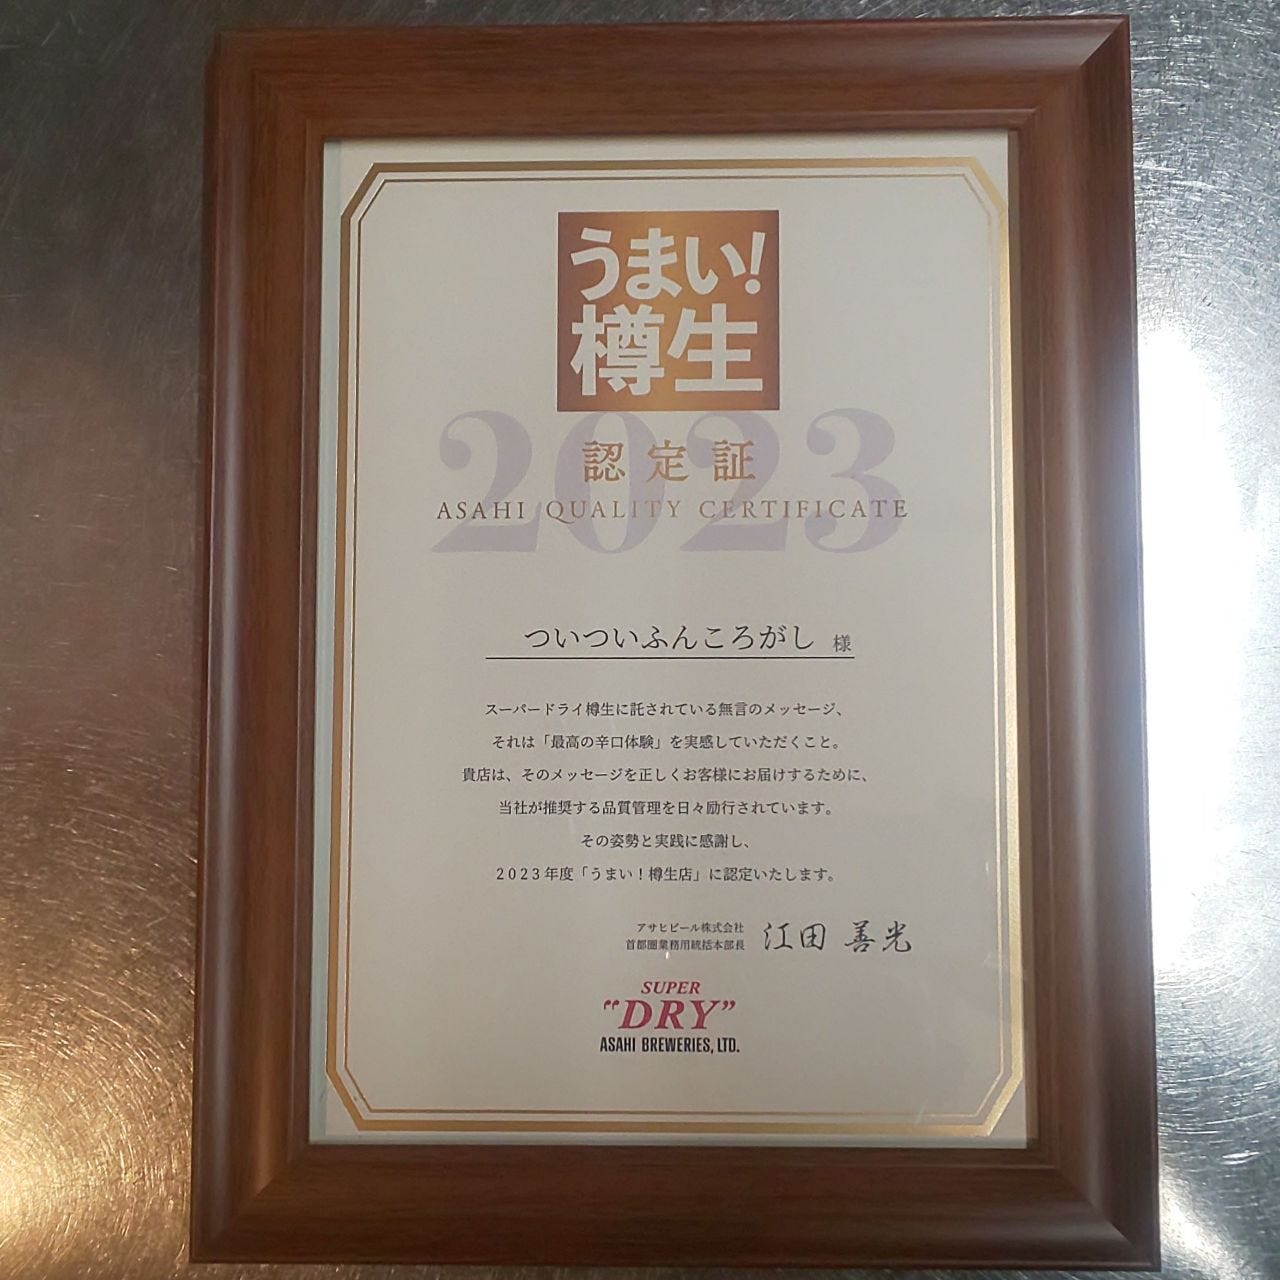 うまい!
樽生
2023
認定証
ASAHI QUALITY CERTIFICATE
ついついふんころがし 様
スーパードライ樽生に託されている無言のメッセージ、
それは「最高の辛口体験」を実感していただくこと。
貴店は、そのメッセージを正しくお客様にお届けするために、
当社が推奨する品質管理を日々励行されています。
その姿勢と実践に感謝し、
2023年度「うまい！樽生店」に認定いたします。
アサヒビール株式会社
首都圏業務用統括本部長 江田 善光
SUPER
"DRY"
ASAHI BREWERIES, LTD.